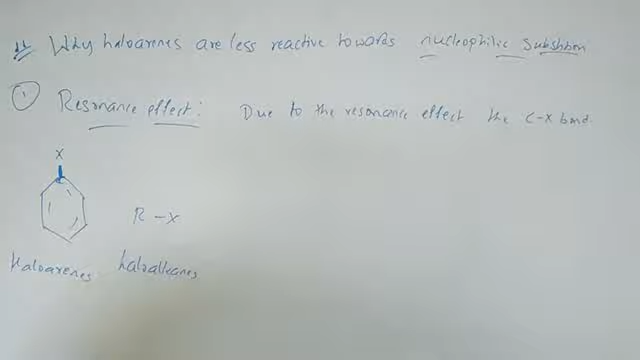 Why haloarenes are less reactive towards nucleophilic
① Resonance effect: Due to the resonance effect the C-X bond.
X
R-X
haloarenes haloalkanes